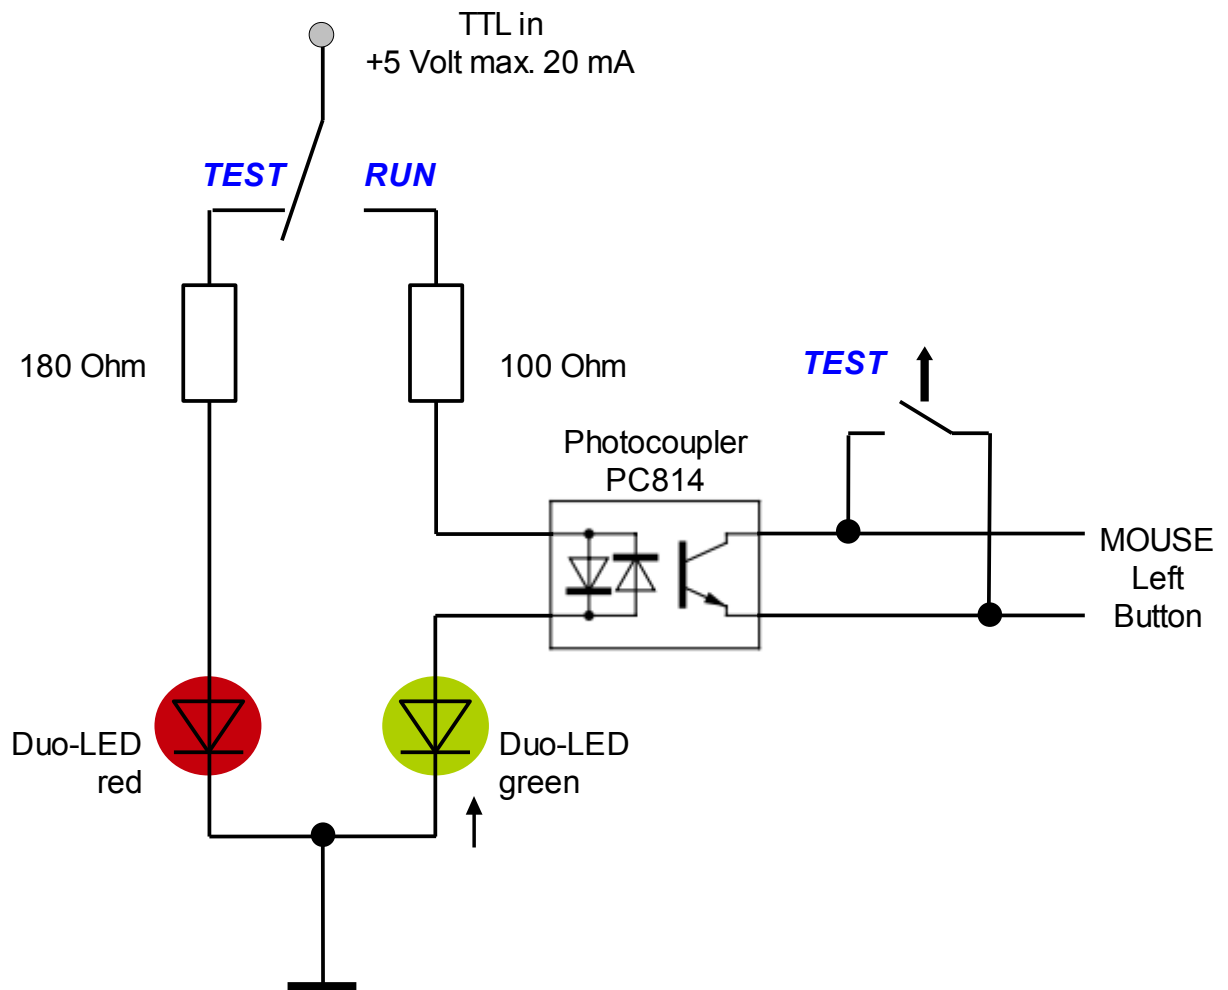 TTL in
+5 Volt max. 20 mA
TEST
RUN
180 Ohm
100 Ohm
TEST
Photocoupler
PC814
MOUSE
Left
Button
Duo-LED
red
Duo-LED
green